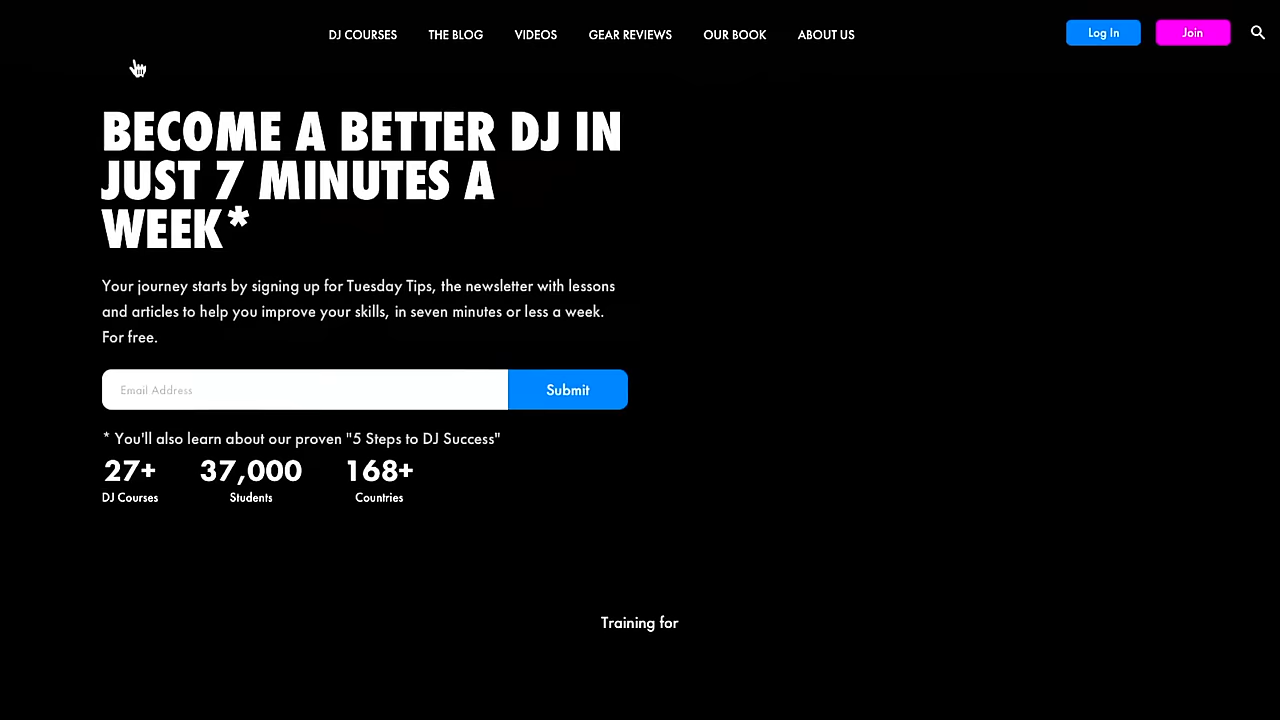 DJ COURSES THE BLOG VIDEOS GEAR REVIEWS OUR BOOK ABOUT US Log In Join
BECOME A BETTER DJ IN
JUST 7 MINUTES A
WEEK*
Your journey starts by signing up for Tuesday Tips, the newsletter with lessons
and articles to help you improve your skills, in seven minutes or less a week.
For free.
Email Address Submit
* You'll also learn about our proven "5 Steps to DJ Success"
27+ 37,000 168+
DJ Courses Students Countries
Training for